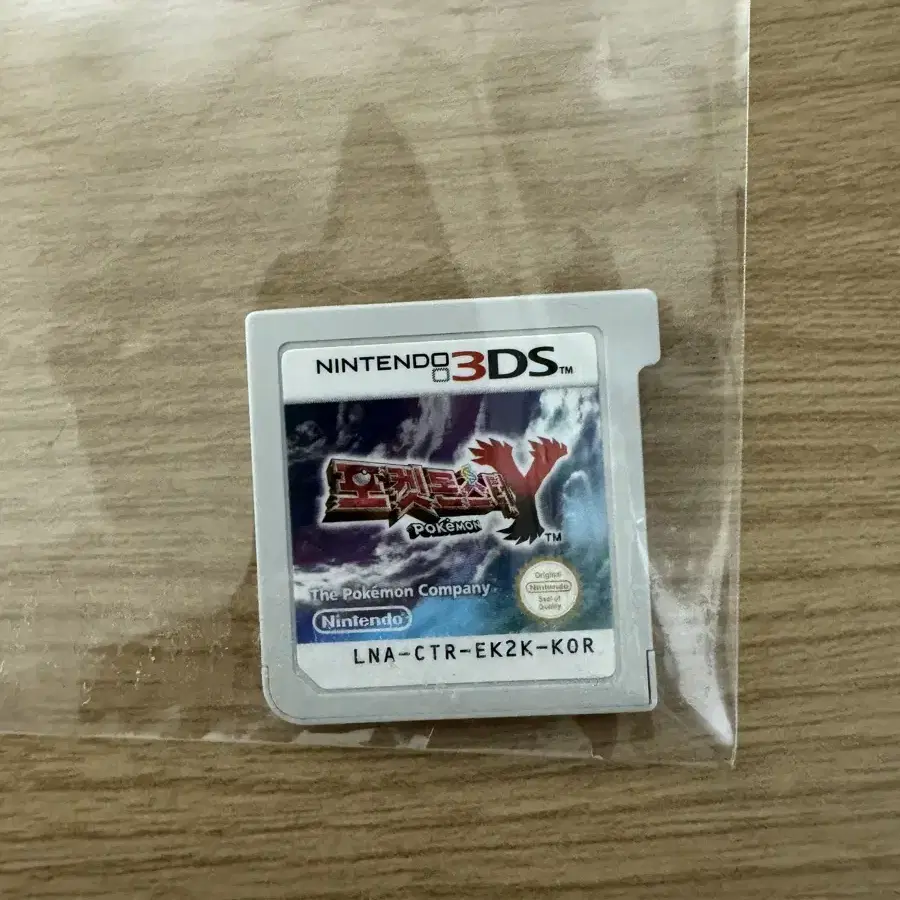 NINTENDO 3DS™
포켓몬스터 Y
POKéMON
TM
The Pokémon Company
Original
Nintendo
Seal of
Quality
Nintendo
LNA-CTR-EK2K-KOR